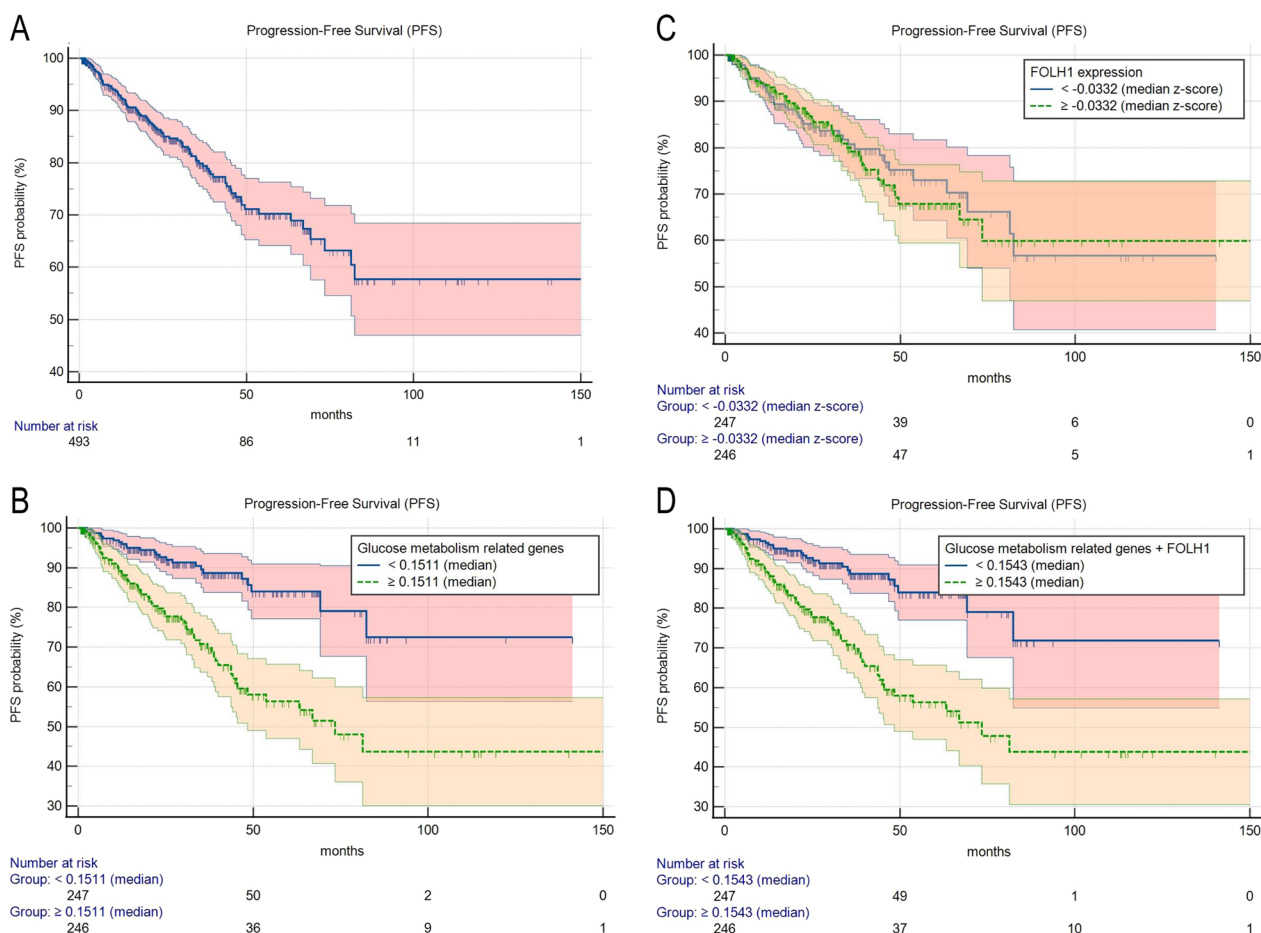 A
Progression-Free Survival (PFS)
PFS probability (%)
100
90
80
70
60
50
40
0
50
100
150
months
Number at risk
493 86 11 1
C
Progression-Free Survival (PFS)
FOLH1 expression
< -0.0332 (median z-score)
≥ -0.0332 (median z-score)
PFS probability (%)
100
90
80
70
60
50
40
0
50
100
150
months
Number at risk
Group: < -0.0332 (median z-score)
247 39 6 0
Group: ≥ -0.0332 (median z-score)
246 47 5 1
B
Progression-Free Survival (PFS)
Glucose metabolism related genes
< 0.1511 (median)
≥ 0.1511 (median)
PFS probability (%)
100
90
80
70
60
50
40
30
0
50
100
150
months
Number at risk
Group: < 0.1511 (median)
247 50 2 0
Group: ≥ 0.1511 (median)
246 36 9 1
D
Progression-Free Survival (PFS)
Glucose metabolism related genes + FOLH1
< 0.1543 (median)
≥ 0.1543 (median)
PFS probability (%)
100
90
80
70
60
50
40
30
0
50
100
150
months
Number at risk
Group: < 0.1543 (median)
247 49 1 0
Group: ≥ 0.1543 (median)
246 37 10 1